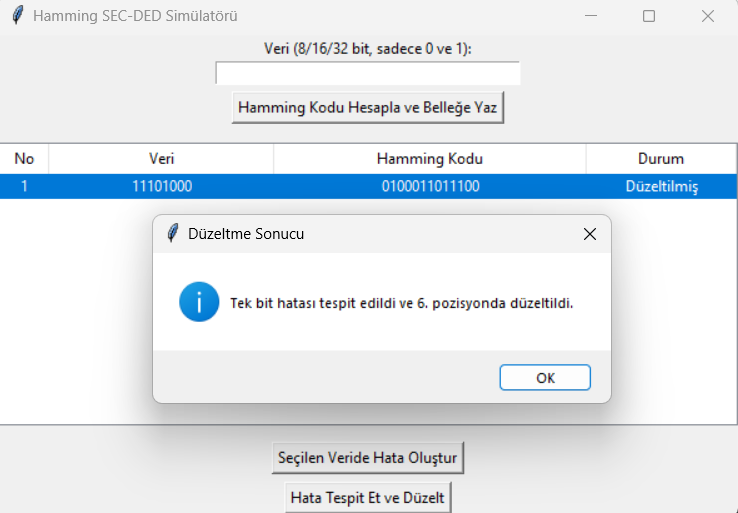 Hamming SEC-DED Simülatörü
Veri (8/16/32 bit, sadece 0 ve 1):
Hamming Kodu Hesapla ve Belleğe Yaz
No Veri Hamming Kodu Durum
1 11101000 0100011011100 Düzeltilmiş
Düzeltme Sonucu
Tek bit hatası tespit edildi ve 6. pozisyonda düzeltildi.
OK
Seçilen Veride Hata Oluştur
Hata Tespit Et ve Düzelt